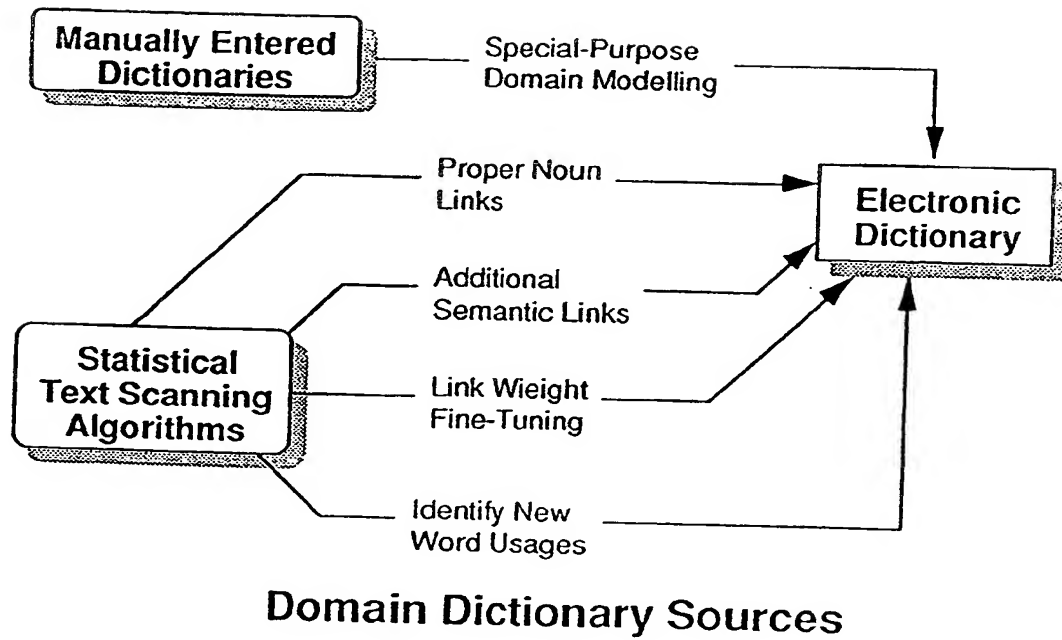 Manually Entered
Dictionaries
Special-Purpose
Domain Modelling
Proper Noun
Links
Electronic
Dictionary
Additional
Semantic Links
Statistical
Text Scanning
Algorithms
Link Wieight
Fine-Tuning
Identify New
Word Usages
Domain Dictionary Sources